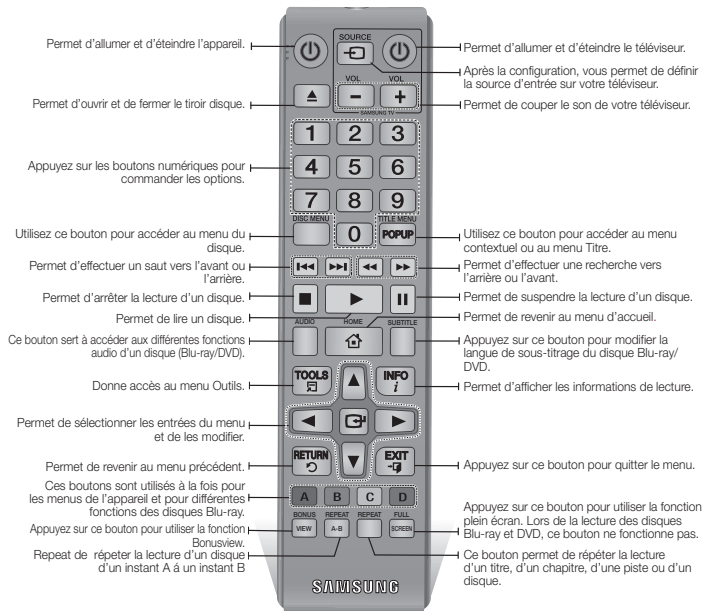 Permet d'allumer et d'éteindre l'appareil.
SOURCE
Permet d'allumer et d'éteindre le téléviseur.
Après la configuration, vous permet de définir
la source d'entrée sur votre téléviseur.
VOL
VOL
- +
Permet de couper le son de votre téléviseur.
SAMSUNG TV
Permet d'ouvrir et de fermer le tiroir disque.
1 2 3
4 5 6
7 8 9
0
Appuyez sur les boutons numériques pour
commander les options.
DISC MENU
TITLE MENU
POPUP
Utilisez ce bouton pour accéder au menu du
disque.
Utilisez ce bouton pour accéder au menu
contextuel ou au menu Titre.
Permet d'effectuer un saut vers l'avant ou
l'arrière.
Permet d'effectuer une recherche vers
l'arrière ou l'avant.
Permet d'arrêter la lecture d'un disque.
Permet de suspendre la lecture d'un disque.
Permet de lire un disque.
Permet de revenir au menu d'accueil.
AUDIO
HOME
SUBTITLE
Ce bouton sert à accéder aux différentes fonctions
audio d'un disque (Blu-ray/DVD).
Appuyez sur ce bouton pour modifier la
langue de sous-titrage du disque Blu-ray/
DVD.
TOOLS
INFO
i
Donne accès au menu Outils.
Permet d'afficher les informations de lecture.
Permet de sélectionner les entrées du menu
et de les modifier.
RETURN
EXIT
Permet de revenir au menu précédent.
Appuyez sur ce bouton pour quitter le menu.
A B C D
Ces boutons sont utilisés à la fois pour
les menus de l'appareil et pour différentes
fonctions des disques Blu-ray.
BONUS
REPEAT
REPEAT
FULL
VIEW
A-B
SCREEN
Appuyez sur ce bouton pour utiliser la fonction
plein écran. Lors de la lecture des disques
Blu-ray et DVD, ce bouton ne fonctionne pas.
Appuyez sur ce bouton pour utiliser la fonction
Bonusview.
Repeat de répeter la lecture d'un disque
d'un instant A á un instant B
Ce bouton permet de répéter la lecture
d'un titre, d'un chapitre, d'une piste ou d'un
disque.
SAMSUNG